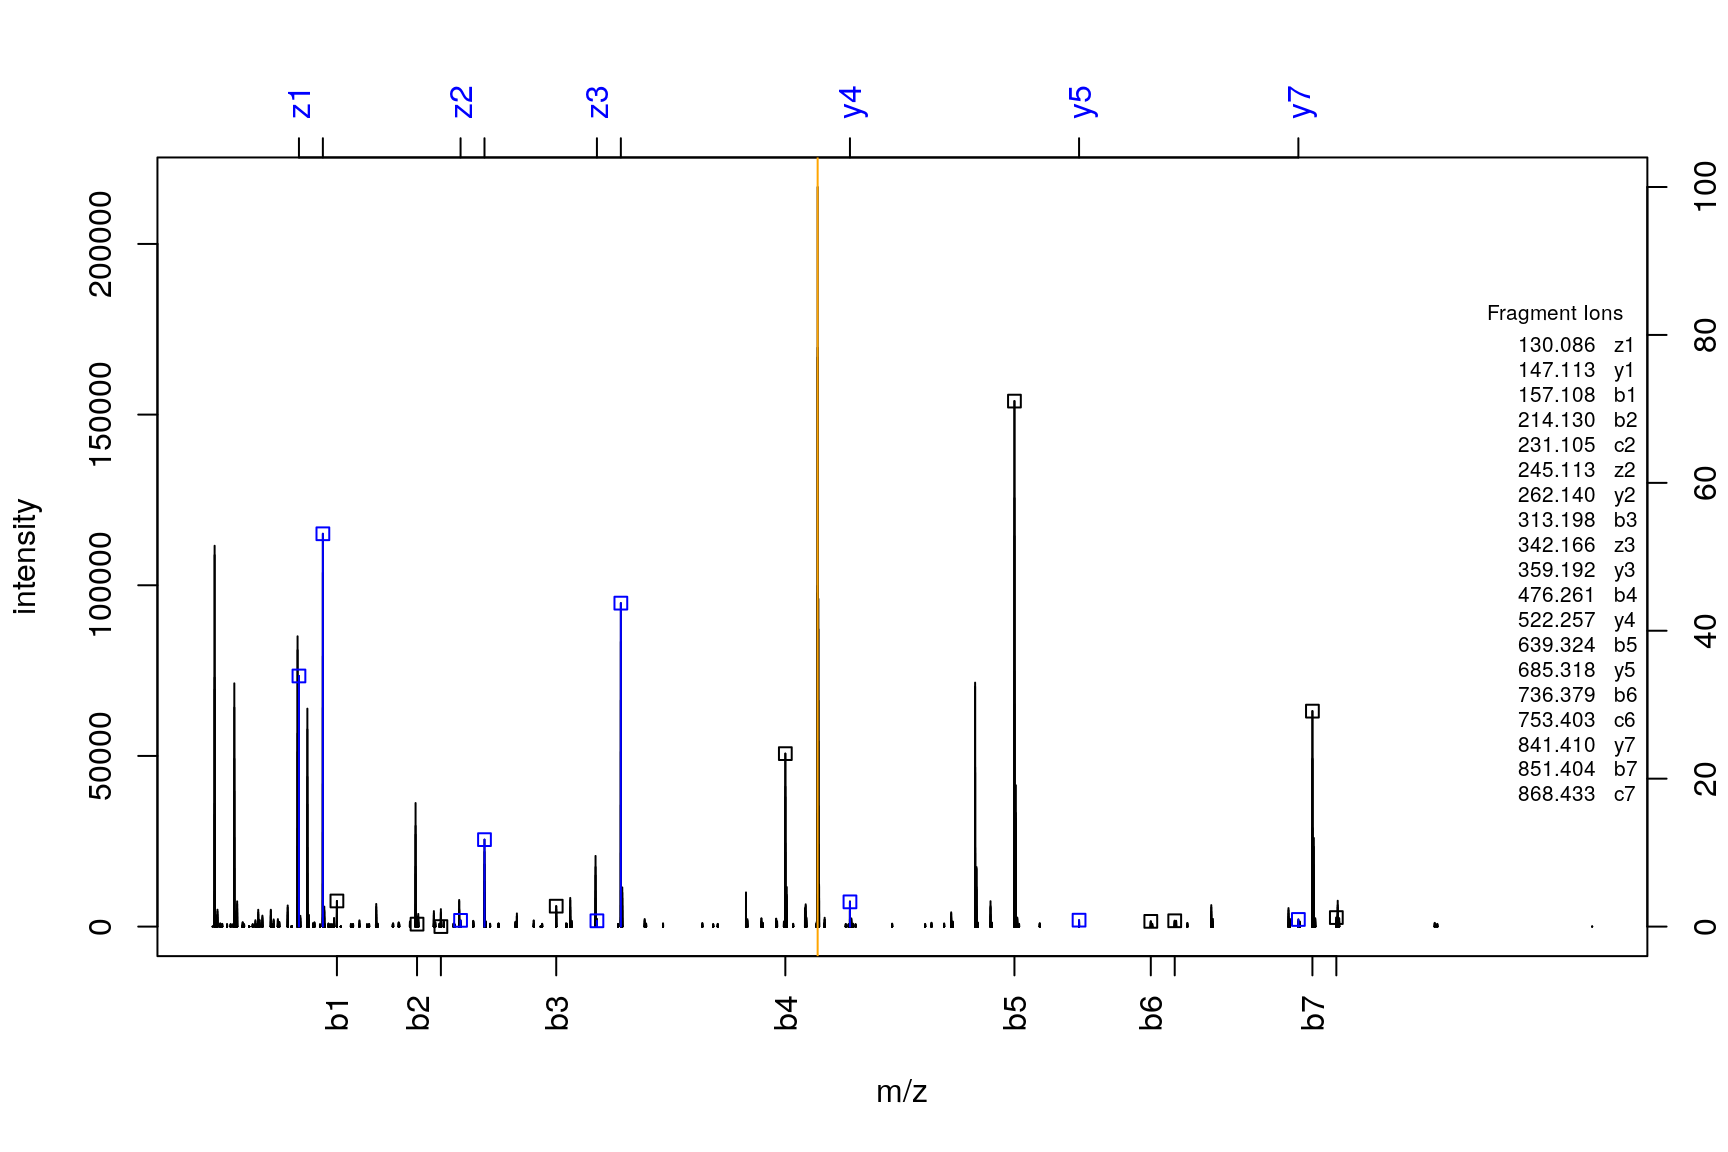 z1 z2 z3 y4 y5 y7
intensity
0 50000 100000 150000 200000
0 20 40 60 80 100
Fragment Ions
130.086 z1
147.113 y1
157.108 b1
214.130 b2
231.105 c2
245.113 z2
262.140 y2
313.198 b3
342.166 z3
359.192 y3
476.261 b4
522.257 y4
639.324 b5
685.318 y5
736.379 b6
753.403 c6
841.410 y7
851.404 b7
868.433 c7
b1 b2 b3 b4 b5 b6 b7
m/z